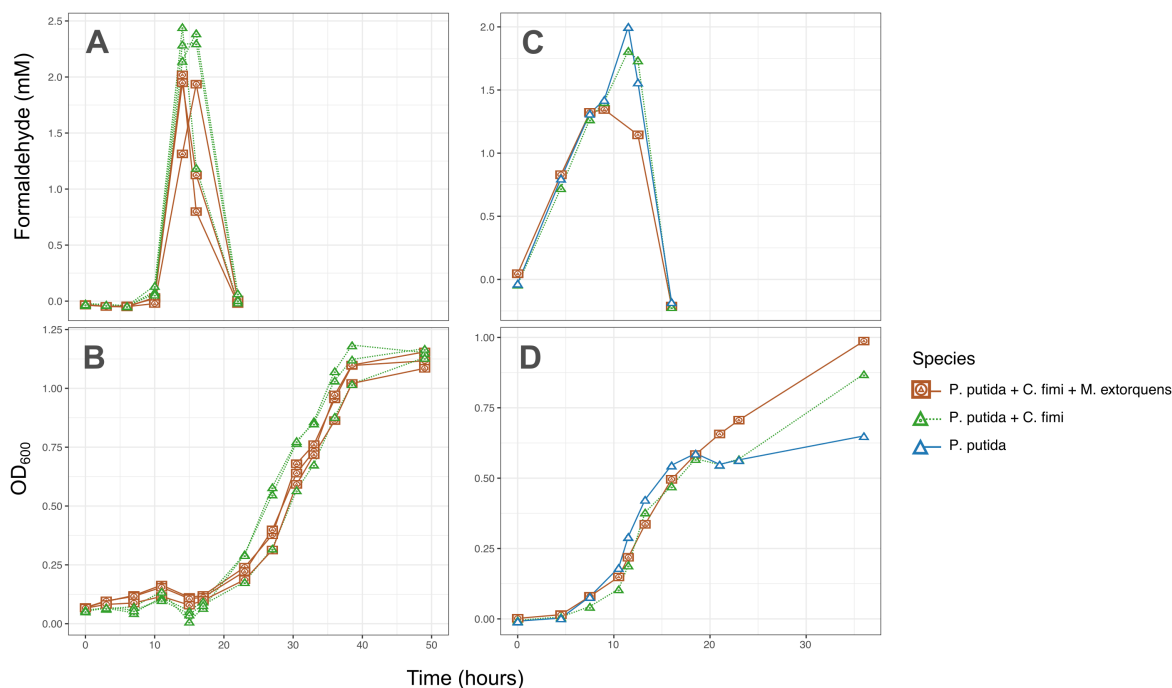 A
C
2.5
2.0
1.5
1.0
0.5
0.0
Formaldehyde (mM)
2.0
1.5
1.0
0.5
0.0
B
D
1.25
1.00
0.75
0.50
0.25
0.00
OD600
1.00
0.75
0.50
0.25
0.00
0 10 20 30 40 50
0 10 20 30
Time (hours)
Species
P. putida + C. fimi + M. extorquens
P. putida + C. fimi
P. putida